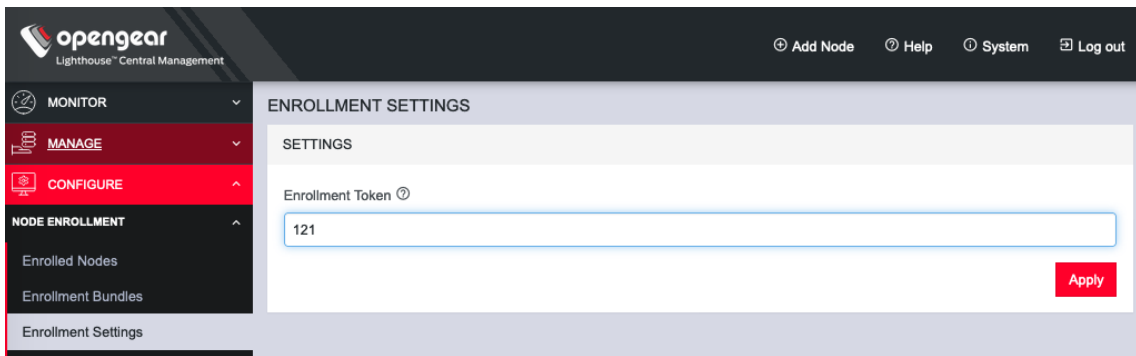 opengear
Lighthouse™ Central Management
Add Node Help System Log out
MONITOR
MANAGE
CONFIGURE
NODE ENROLLMENT
Enrolled Nodes
Enrollment Bundles
Enrollment Settings
ENROLLMENT SETTINGS
SETTINGS
Enrollment Token
121
Apply